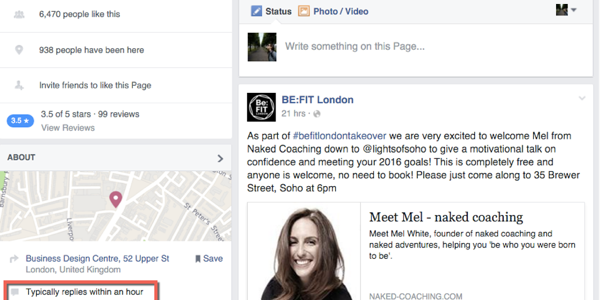 6,470 people like this
938 people have been here
Invite friends to like this Page
3.5 ★
3.5 of 5 stars · 99 reviews
View Reviews
ABOUT
St Peter's Street
Business Design Centre, 52 Upper St
London, United Kingdom
Save
Typically replies within an hour
Status
Photo / Video
Write something on this Page...
Be:
FIT
BE:FIT London
21 hrs ·
As part of #befitlondontakeover we are very excited to welcome Mel from
Naked Coaching down to @lightsofsoho to give a motivational talk on
confidence and meeting your 2016 goals! This is completely free and
anyone is welcome, no need to book! Please just come along to 35 Brewer
Street, Soho at 6pm
Meet Mel - naked coaching
Meet Mel White, founder of naked coaching and
naked adventures, helping you 'be who you were born
to be'.
NAKED-COACHING.COM